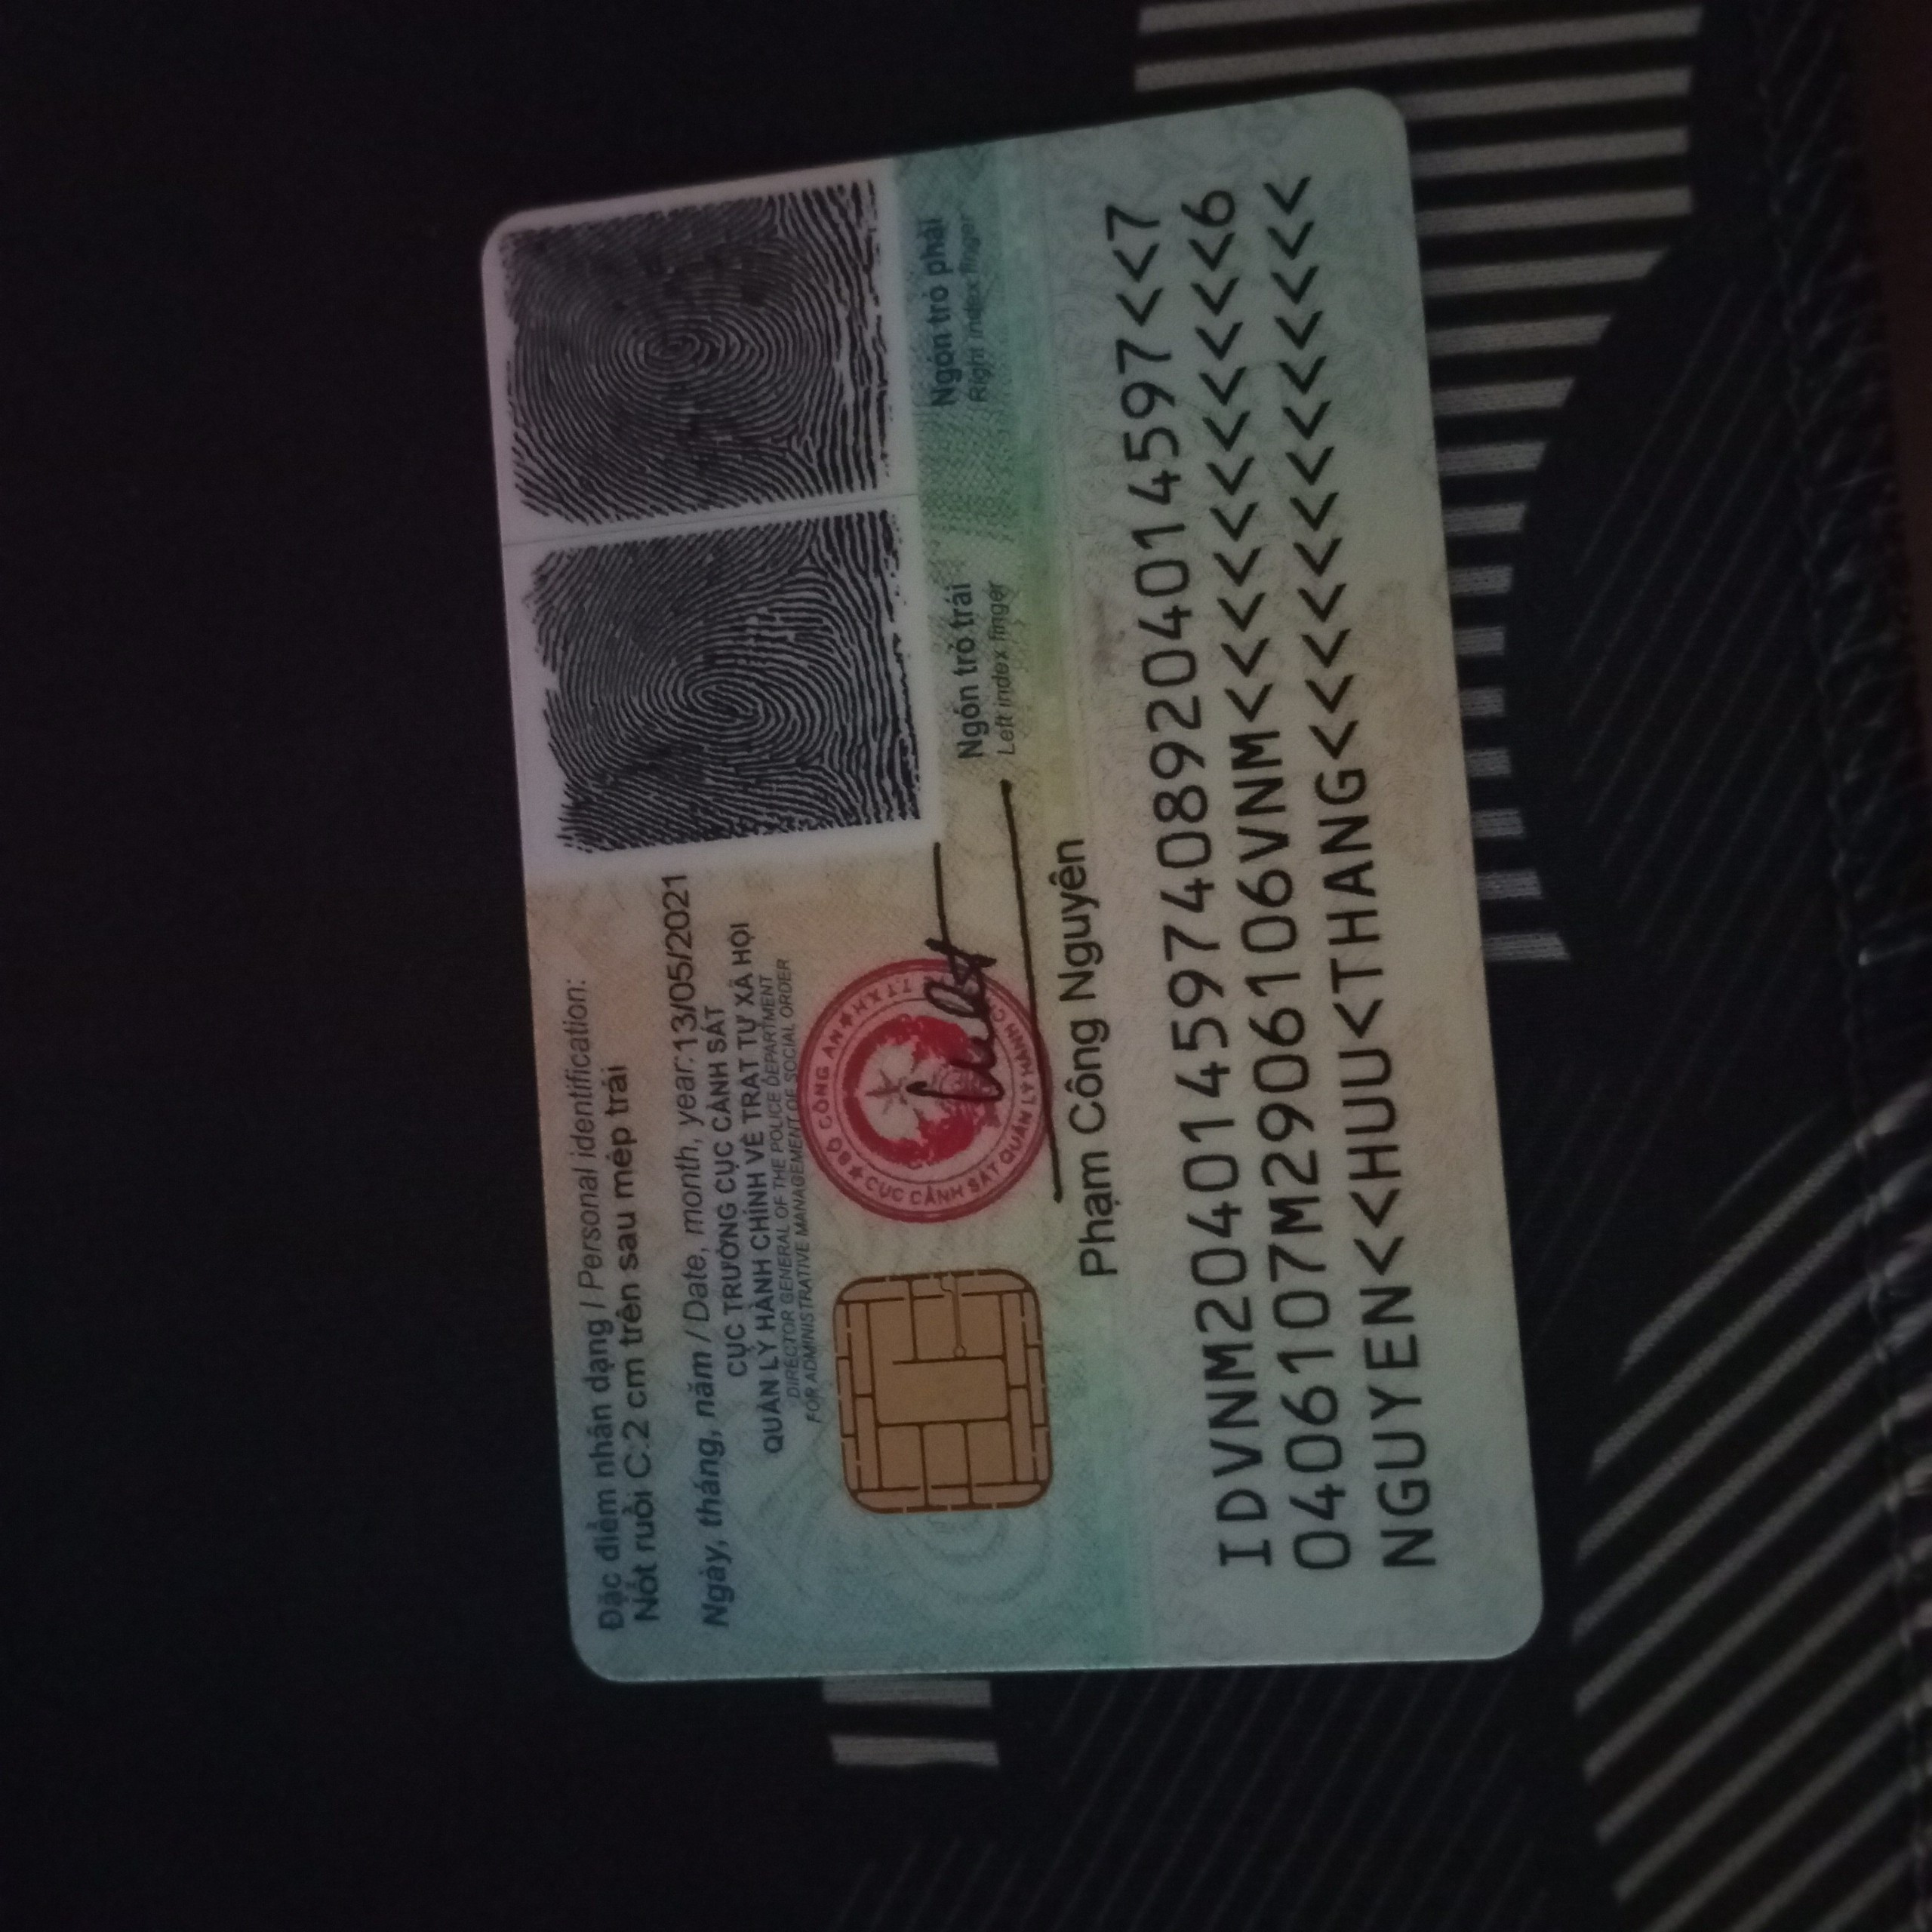 Đặc điểm nhân dạng / Personal identification:
Nốt ruồi C:2 cm trên sau mép trái
Ngày, tháng, năm / Date, month, year:13/05/2021
CỤC TRƯỞNG CỤC CẢNH SÁT
QUẢN LÝ HÀNH CHÍNH VỀ TRẬT TỰ XÃ HỘI
DIRECTOR GENERAL OF THE POLICE DEPARTMENT
FOR ADMINISTRATIVE MANAGEMENT OF SOCIAL ORDER
BỘ CÔNG AN
CỤC CẢNH SÁT QUẢN LÝ HÀNH C
TTXH
Phạm Công Nguyên
Ngón trỏ trái
Left index finger
Ngón trỏ phải
Right index finger
IDVNM2040145974089204014597<<7
0406107M2906106VNM<<<<<<<<<<<6
NGUYEN<<HUU<THANG<<<<<<<<<<<<<